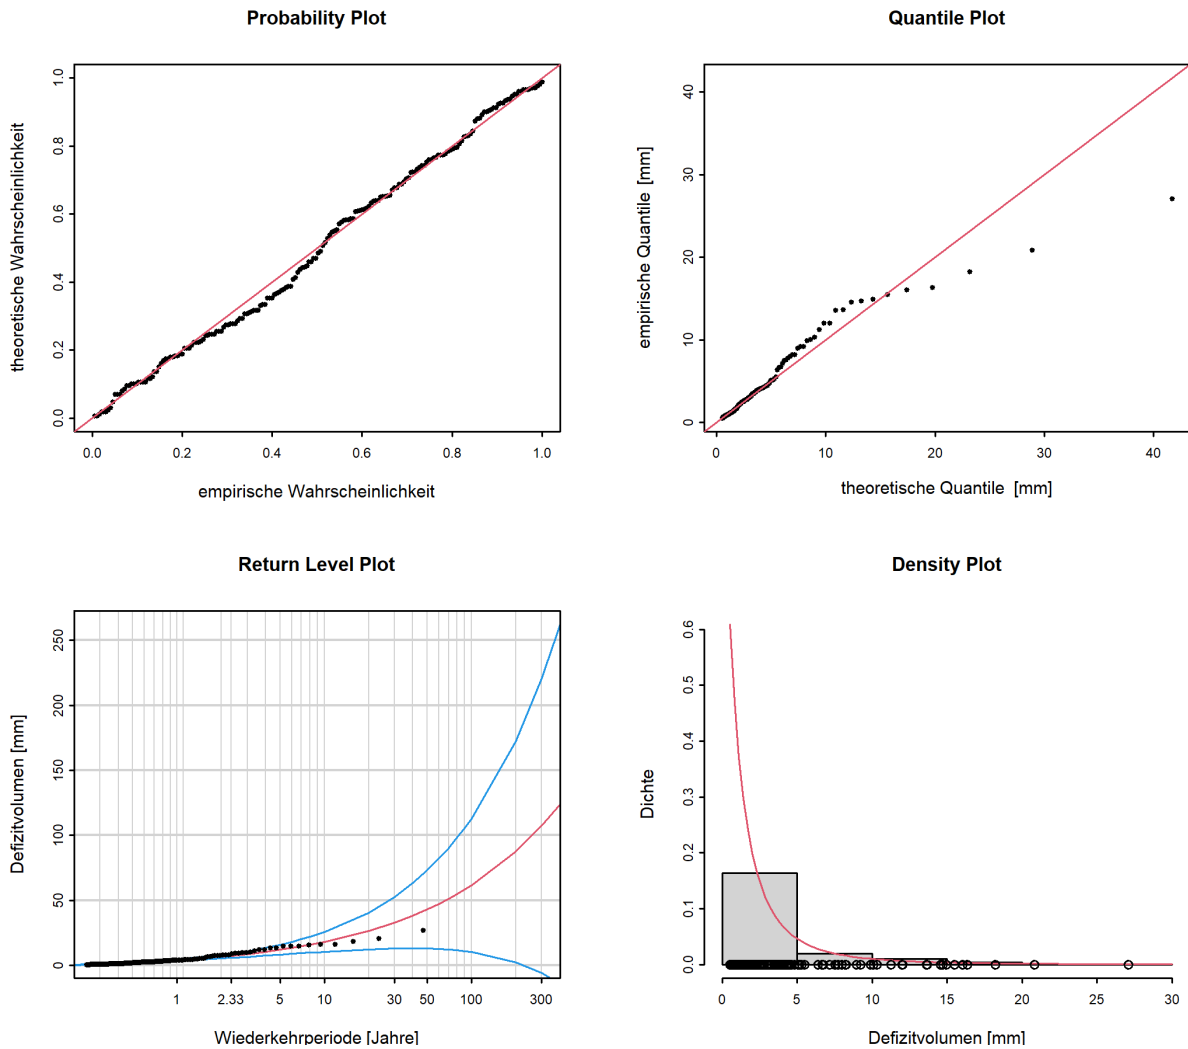 Probability Plot
theoretische Wahrscheinlichkeit
0.0 0.2 0.4 0.6 0.8 1.0
0.0 0.2 0.4 0.6 0.8 1.0
empirische Wahrscheinlichkeit
Quantile Plot
empirische Quantile [mm]
0 10 20 30 40
0 10 20 30 40
theoretische Quantile [mm]
Return Level Plot
Defizitvolumen [mm]
0 50 100 150 200 250
1 2.33 5 10 30 50 100 300
Wiederkehrperiode [Jahre]
Density Plot
Dichte
0.0 0.1 0.2 0.3 0.4 0.5 0.6
0 5 10 15 20 25 30
Defizitvolumen [mm]